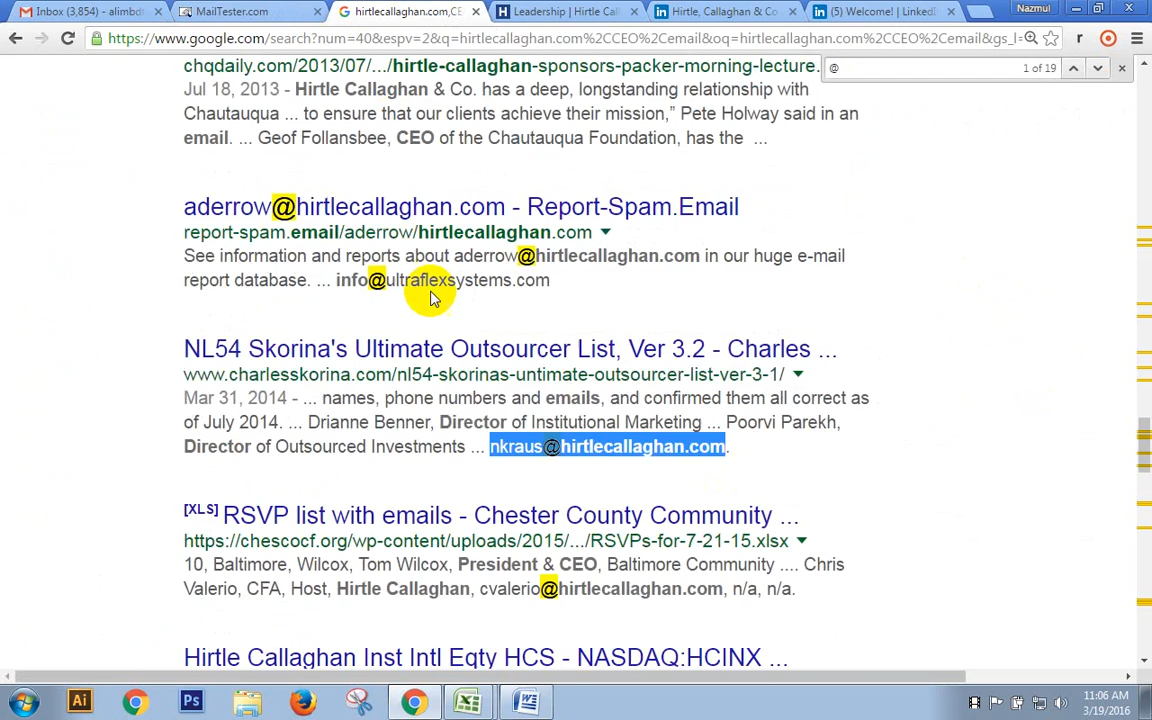 Inbox (3,854) - alimbdt
MailTester.com
hirtlecallaghan.com,CE
Leadership | Hirtle Cal
Hirtle, Callaghan & Co
(5) Welcome! | LinkedI
Nazmul
https://www.google.com/search?num=40&espv=2&q=hirtlecallaghan.com%2CCEO%2Cemail&oq=hirtlecallaghan.com%2CCEO%2Cemail&gs_l=
@
1 of 19
chqdaily.com/2013/07/.../hirtle-callaghan-sponsors-packer-morning-lecture.
Jul 18, 2013 - Hirtle Callaghan & Co. has a deep, longstanding relationship with
Chautauqua ... to ensure that our clients achieve their mission,” Pete Holway said in an
email. ... Geof Follansbee, CEO of the Chautauqua Foundation, has the ...
aderrow@hirtlecallaghan.com - Report-Spam.Email
report-spam.email/aderrow/hirtlecallaghan.com
See information and reports about aderrow@hirtlecallaghan.com in our huge e-mail
report database. ... info@ultraflexsystems.com
NL54 Skorina's Ultimate Outsourcer List, Ver 3.2 - Charles ...
www.charlesskorina.com/nl54-skorinas-untimate-outsourcer-list-ver-3-1/
Mar 31, 2014 - ... names, phone numbers and emails, and confirmed them all correct as
of July 2014. ... Drianne Benner, Director of Institutional Marketing ... Poorvi Parekh,
Director of Outsourced Investments ... nkraus@hirtlecallaghan.com.
[XLS] RSVP list with emails - Chester County Community ...
https://chescocf.org/wp-content/uploads/2015/.../RSVPs-for-7-21-15.xlsx
10, Baltimore, Wilcox, Tom Wilcox, President & CEO, Baltimore Community .... Chris
Valerio, CFA, Host, Hirtle Callaghan, cvalerio@hirtlecallaghan.com, n/a, n/a.
Hirtle Callaghan Inst Intl Eqty HCS - NASDAQ:HCINX ...
Ai
Ps
11:06 AM
3/19/2016